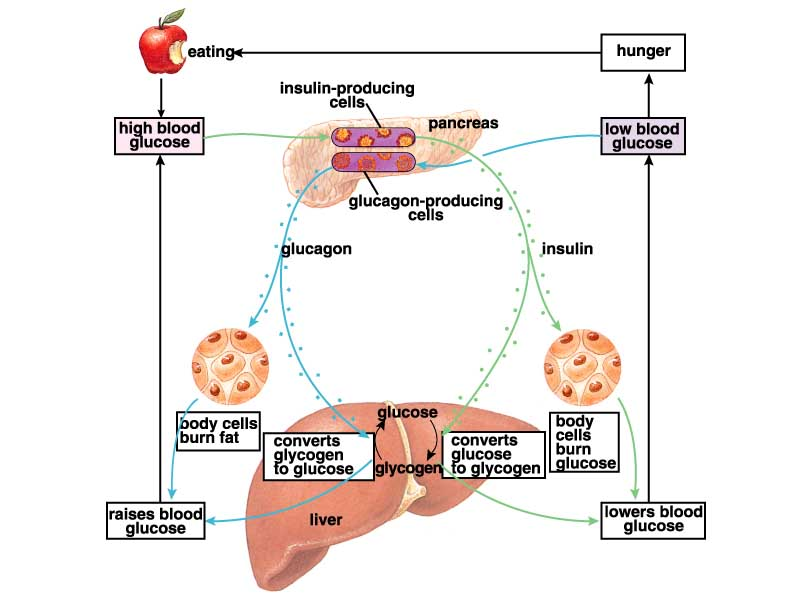 eating
hunger
insulin-producing
cells
pancreas
high blood
glucose
low blood
glucose
glucagon-producing
cells
glucagon
insulin
body cells
burn fat
glucose
converts
glycogen
to glucose
glycogen
converts
glucose
to glycogen
body
cells
burn
glucose
raises blood
glucose
liver
lowers blood
glucose